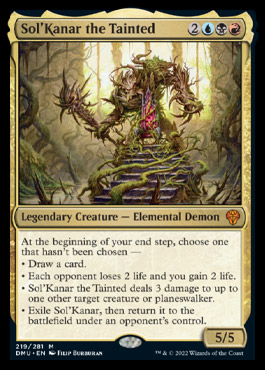 Sol'Kanar the Tainted 2
Legendary Creature — Elemental Demon
At the beginning of your end step, choose one
that hasn't been chosen —
• Draw a card.
• Each opponent loses 2 life and you gain 2 life.
• Sol'Kanar the Tainted deals 3 damage to up to
one other target creature or planeswalker.
• Exile Sol'Kanar, then return it to the
battlefield under an opponent's control.
5/5
219/281 M
DMU • EN Filip Burburan
™ & © 2022 Wizards of the Coast